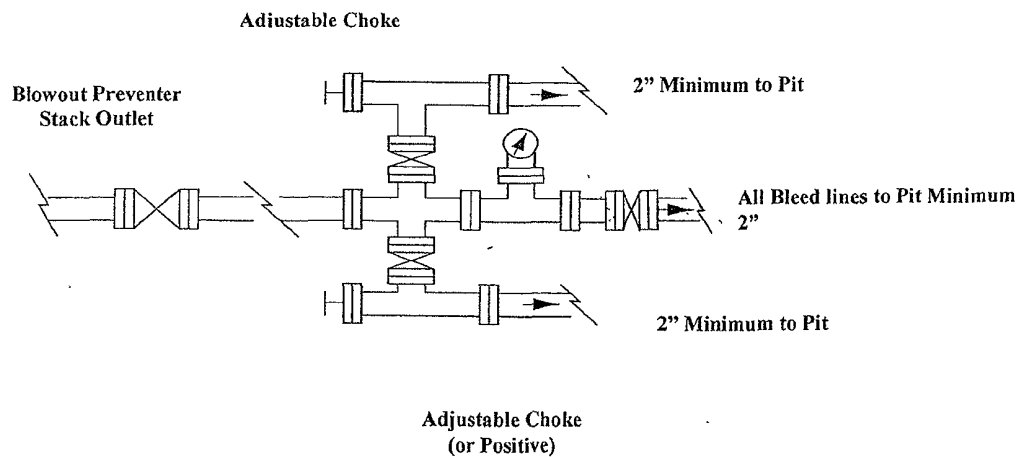 Adiustable Choke
2” Minimum to Pit
Blowout Preventer
Stack Outlet
All Bleed lines to Pit Minimum
2”
2” Minimum to Pit
Adjustable Choke
(or Positive)